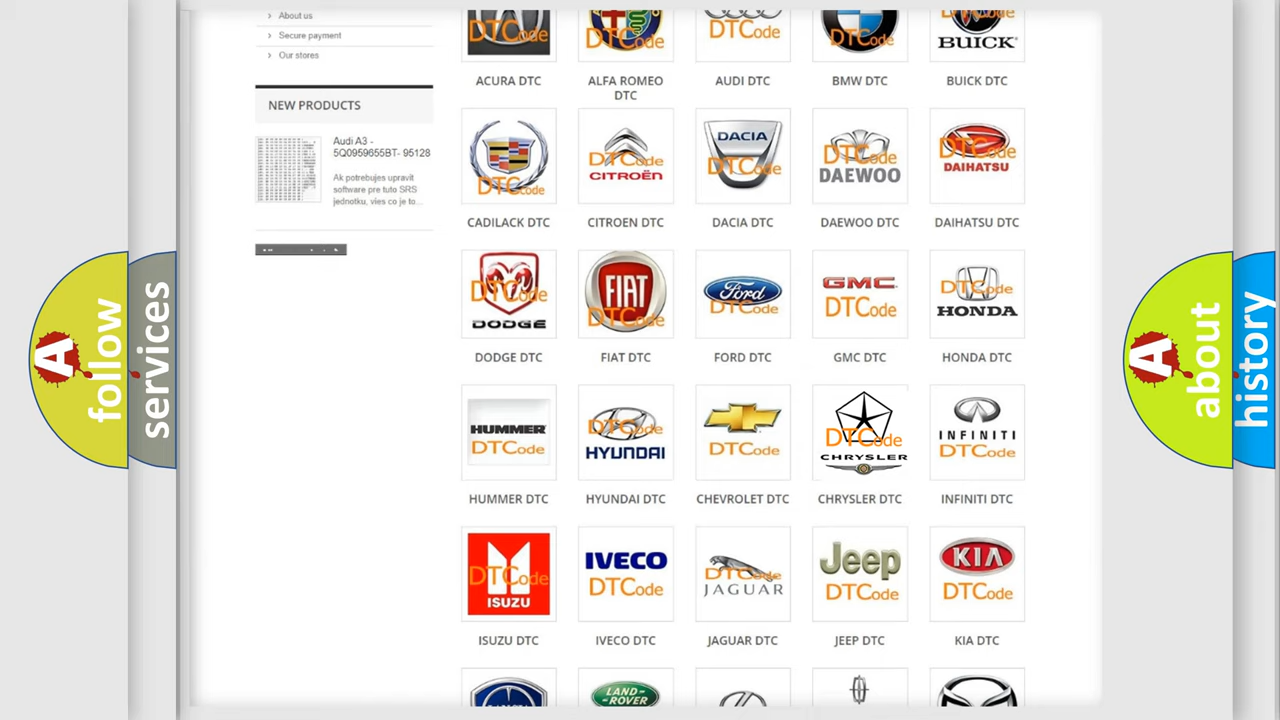 About us
Secure payment
Our stores
NEW PRODUCTS
Audi A3 -
5Q0959655BT- 95128
Ak potrebujes upravit
software pre tuto SRS
jednotku, vies co je to...
DTCode
DTCode
DTCode
DTCode
BUICK
ACURA DTC
ALFA ROMEO
DTC
AUDI DTC
BMW DTC
BUICK DTC
DTCode
DTCode
CITROËN
DACIA
DTCode
DTCode
DAEWOO
DTCode
DAIHATSU
CADILACK DTC
CITROEN DTC
DACIA DTC
DAEWOO DTC
DAIHATSU DTC
DTCode
DODGE
FIAT
DTCode
Ford
DTCode
GMC
DTCode
DTCode
HONDA
DODGE DTC
FIAT DTC
FORD DTC
GMC DTC
HONDA DTC
HUMMER
DTCode
DTCode
HYUNDAI
DTCode
DTCode
CHRYSLER
INFINITI
DTCode
HUMMER DTC
HYUNDAI DTC
CHEVROLET DTC
CHRYSLER DTC
INFINITI DTC
DTCode
ISUZU
IVECO
DTCode
DTCode
JAGUAR
Jeep
DTCode
KIA
DTCode
ISUZU DTC
IVECO DTC
JAGUAR DTC
JEEP DTC
KIA DTC
LAND-
ROVER
A
follow
services
A
about
history